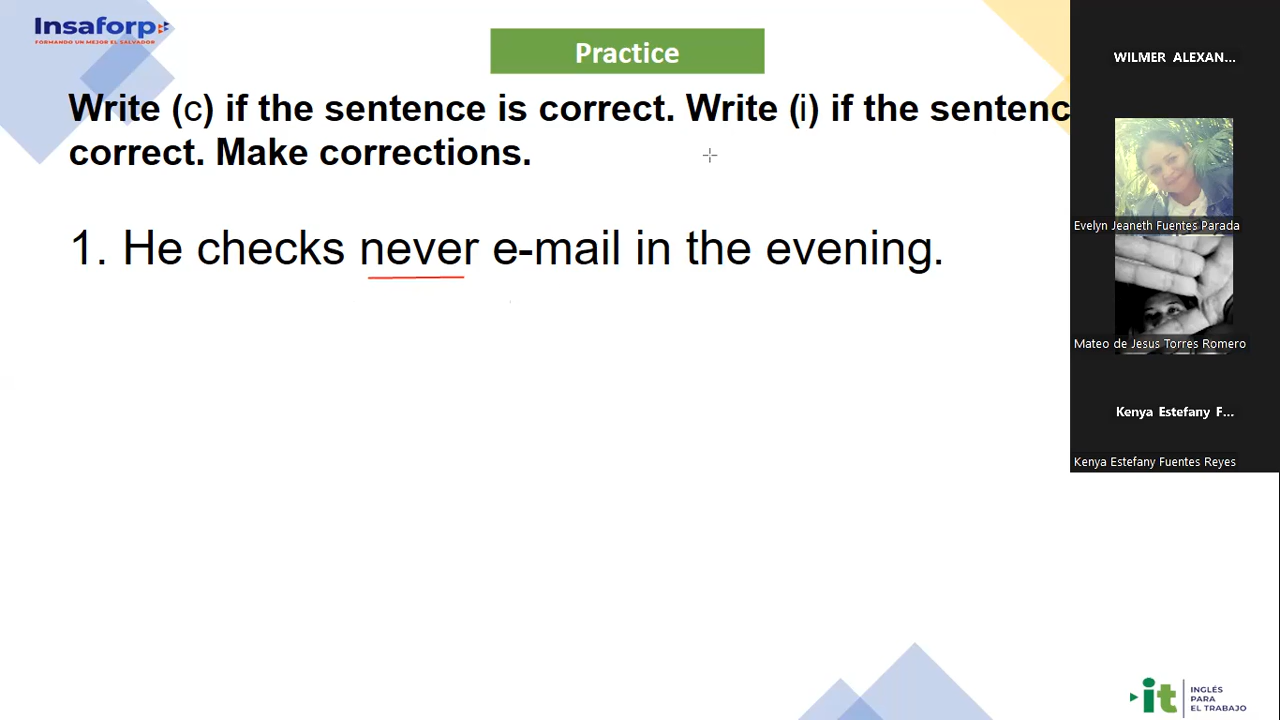 Insaforp
FORMANDO UN MEJOR EL SALVADOR
Practice
Write (c) if the sentence is correct. Write (i) if the sentenc
correct. Make corrections.
1. He checks never e-mail in the evening.
WILMER ALEXAN...
Evelyn Jeaneth Fuentes Parada
Mateo de Jesus Torres Romero
Kenya Estefany F...
Kenya Estefany Fuentes Reyes
it
INGLÉS
PARA
EL TRABAJO